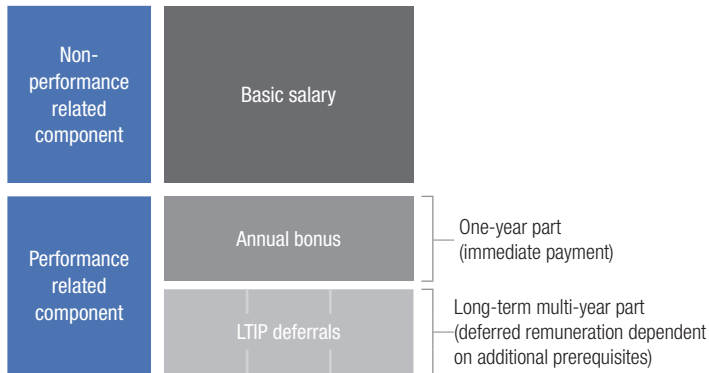 Non-
performance
related
component
Basic salary
Performance
related
component
Annual bonus
One-year part
(immediate payment)
LTIP deferrals
Long-term multi-year part
(deferred remuneration dependent
on additional prerequisites)